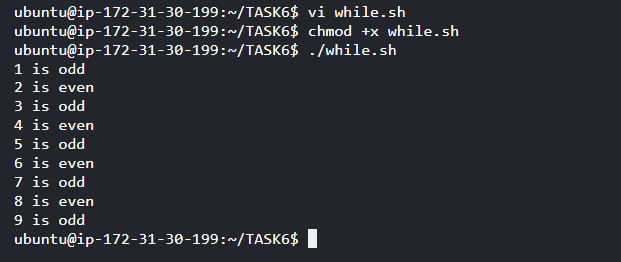 ubuntu@ip-172-31-30-199:~/TASK6$ vi while.sh
ubuntu@ip-172-31-30-199:~/TASK6$ chmod +x while.sh
ubuntu@ip-172-31-30-199:~/TASK6$ ./while.sh
1 is odd
2 is even
3 is odd
4 is even
5 is odd
6 is even
7 is odd
8 is even
9 is odd
ubuntu@ip-172-31-30-199:~/TASK6$